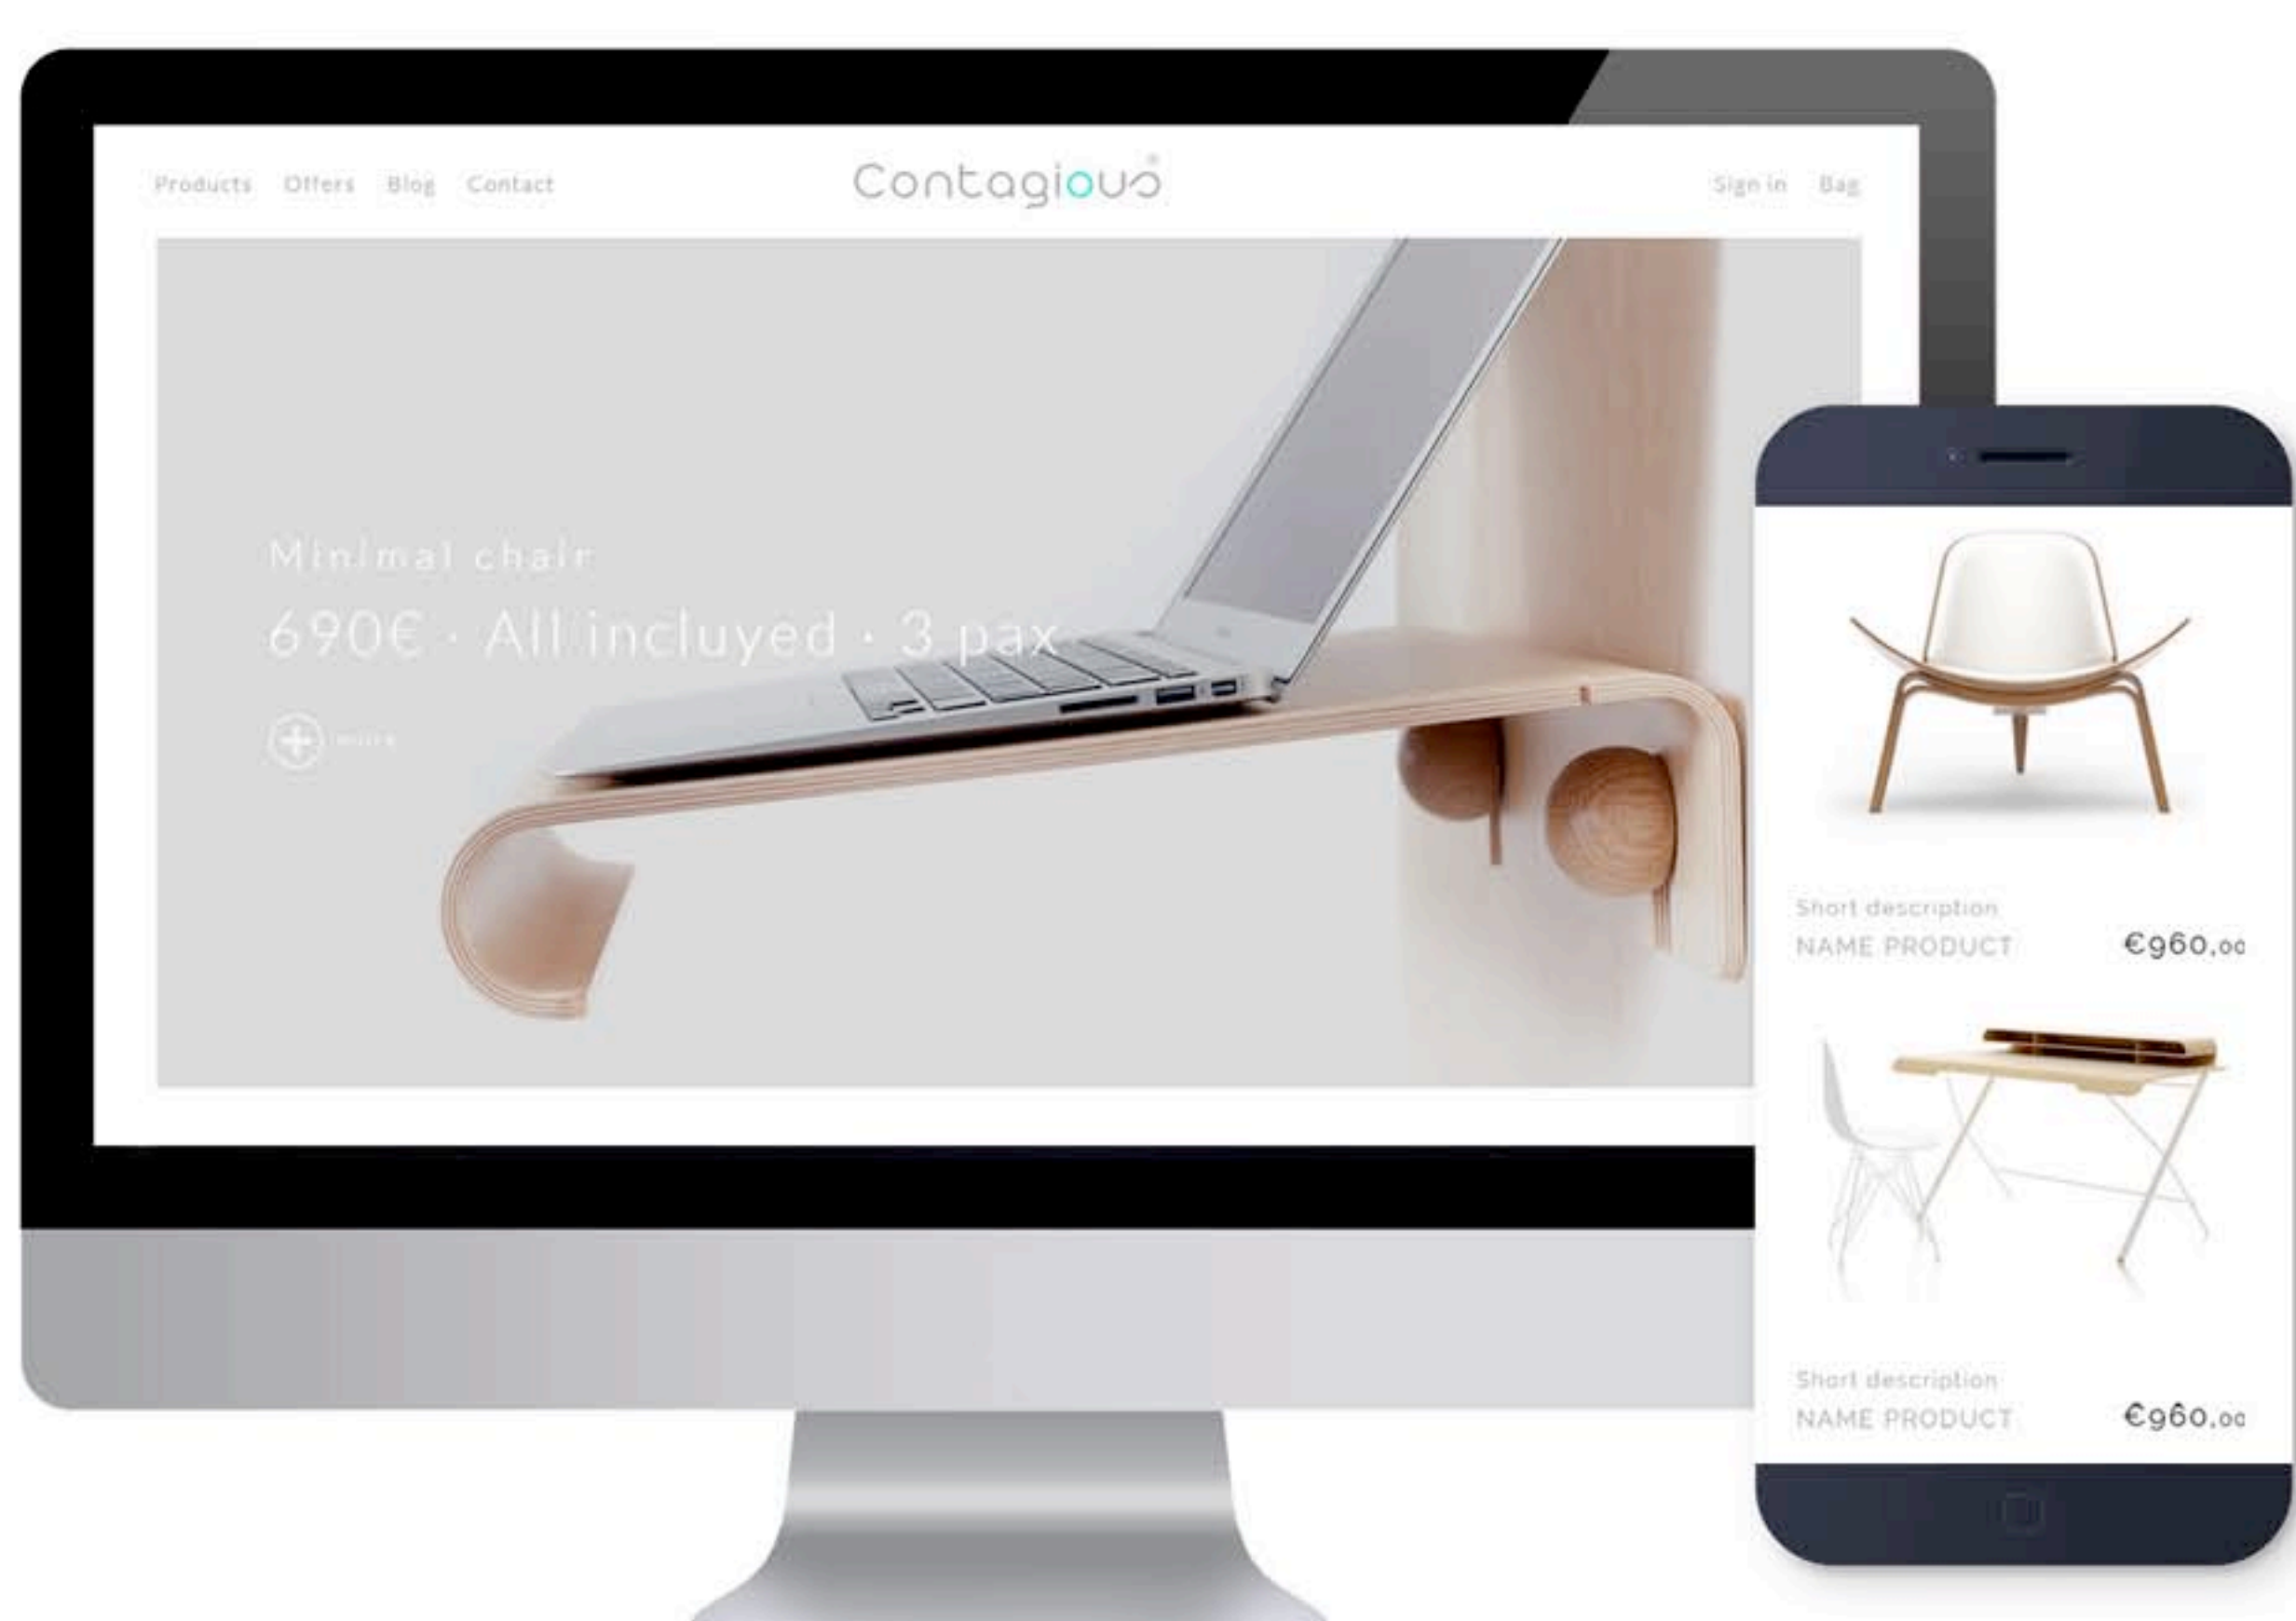 Products Offers Blog Contact
Contagious®
Sign in Bag
Minimal chair
690€ · All incluyed · 3 pax
more
Short description
NAME PRODUCT €960,00
Short description
NAME PRODUCT €960,00